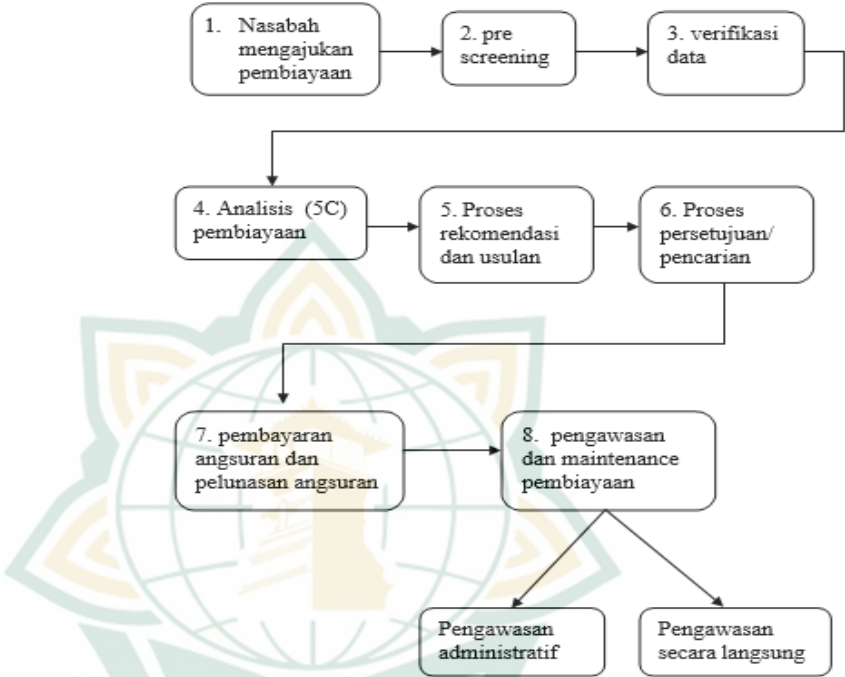 1. Nasabah
mengajukan
pembiayaan
2. pre
screening
3. verifikasi
data
4. Analisis (5C)
pembiayaan
5. Proses
rekomendasi
dan usulan
6. Proses
persetujuan/
pencarian
7. pembayaran
angsuran dan
pelunasan angsuran
8. pengawasan
dan maintenance
pembiayaan
Pengawasan
administratif
Pengawasan
secara langsung